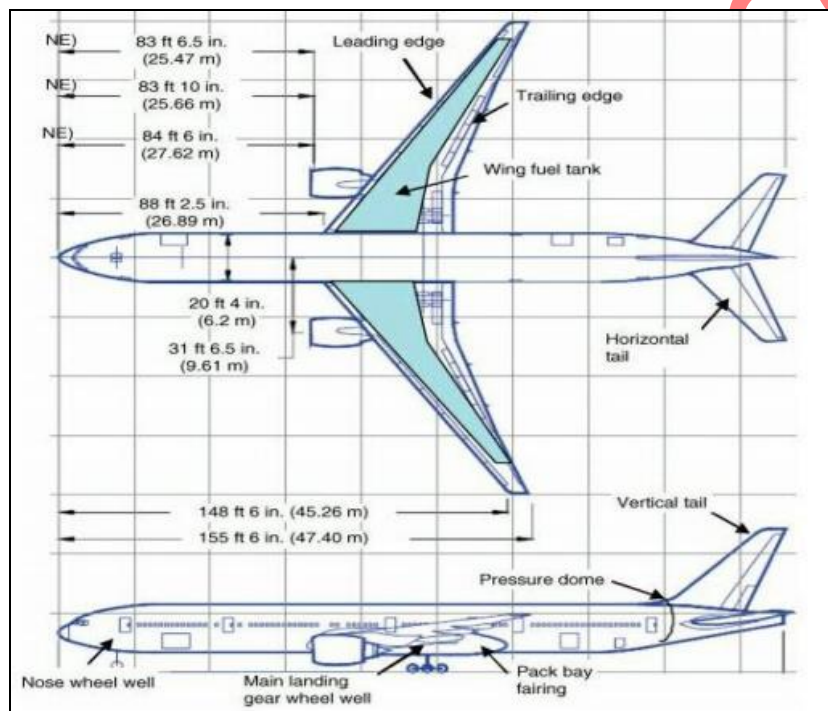 NE)
83 ft 6.5 in.
(25.47 m)
Leading edge
NE)
83 ft 10 in.
(25.66 m)
Trailing edge
NE)
84 ft 6 in.
(27.62 m)
Wing fuel tank
88 ft 2.5 in.
(26.89 m)
20 ft 4 in.
(6.2 m)
31 ft 6.5 in.
(9.61 m)
Horizontal
tail
148 ft 6 in. (45.26 m)
155 ft 6 in. (47.40 m)
Vertical tail
Pressure dome
Nose wheel well
Main landing
gear wheel well
Pack bay
fairing